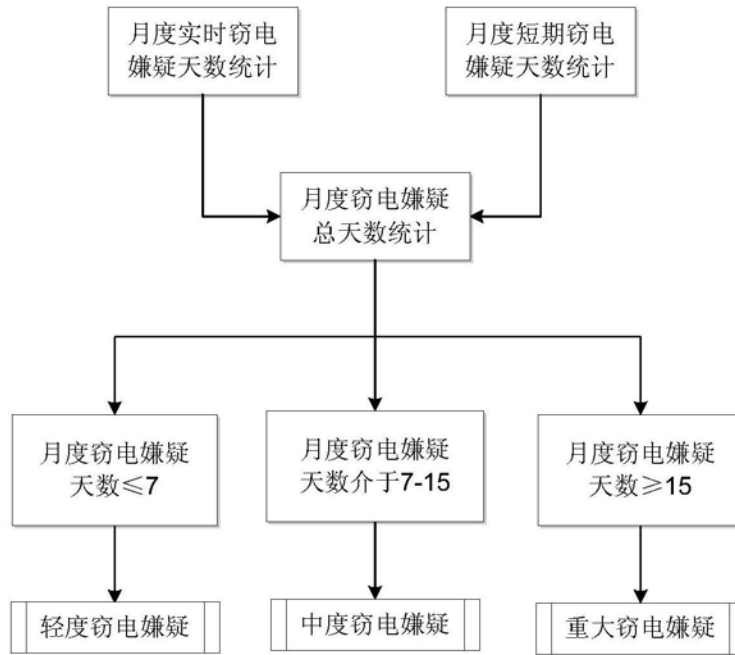 月度实时窃电
嫌疑天数统计
月度短期窃电
嫌疑天数统计
月度窃电嫌疑
总天数统计
月度窃电嫌疑
天数≤7
月度窃电嫌疑
天数介于7-15
月度窃电嫌疑
天数≥15
轻度窃电嫌疑
中度窃电嫌疑
重大窃电嫌疑